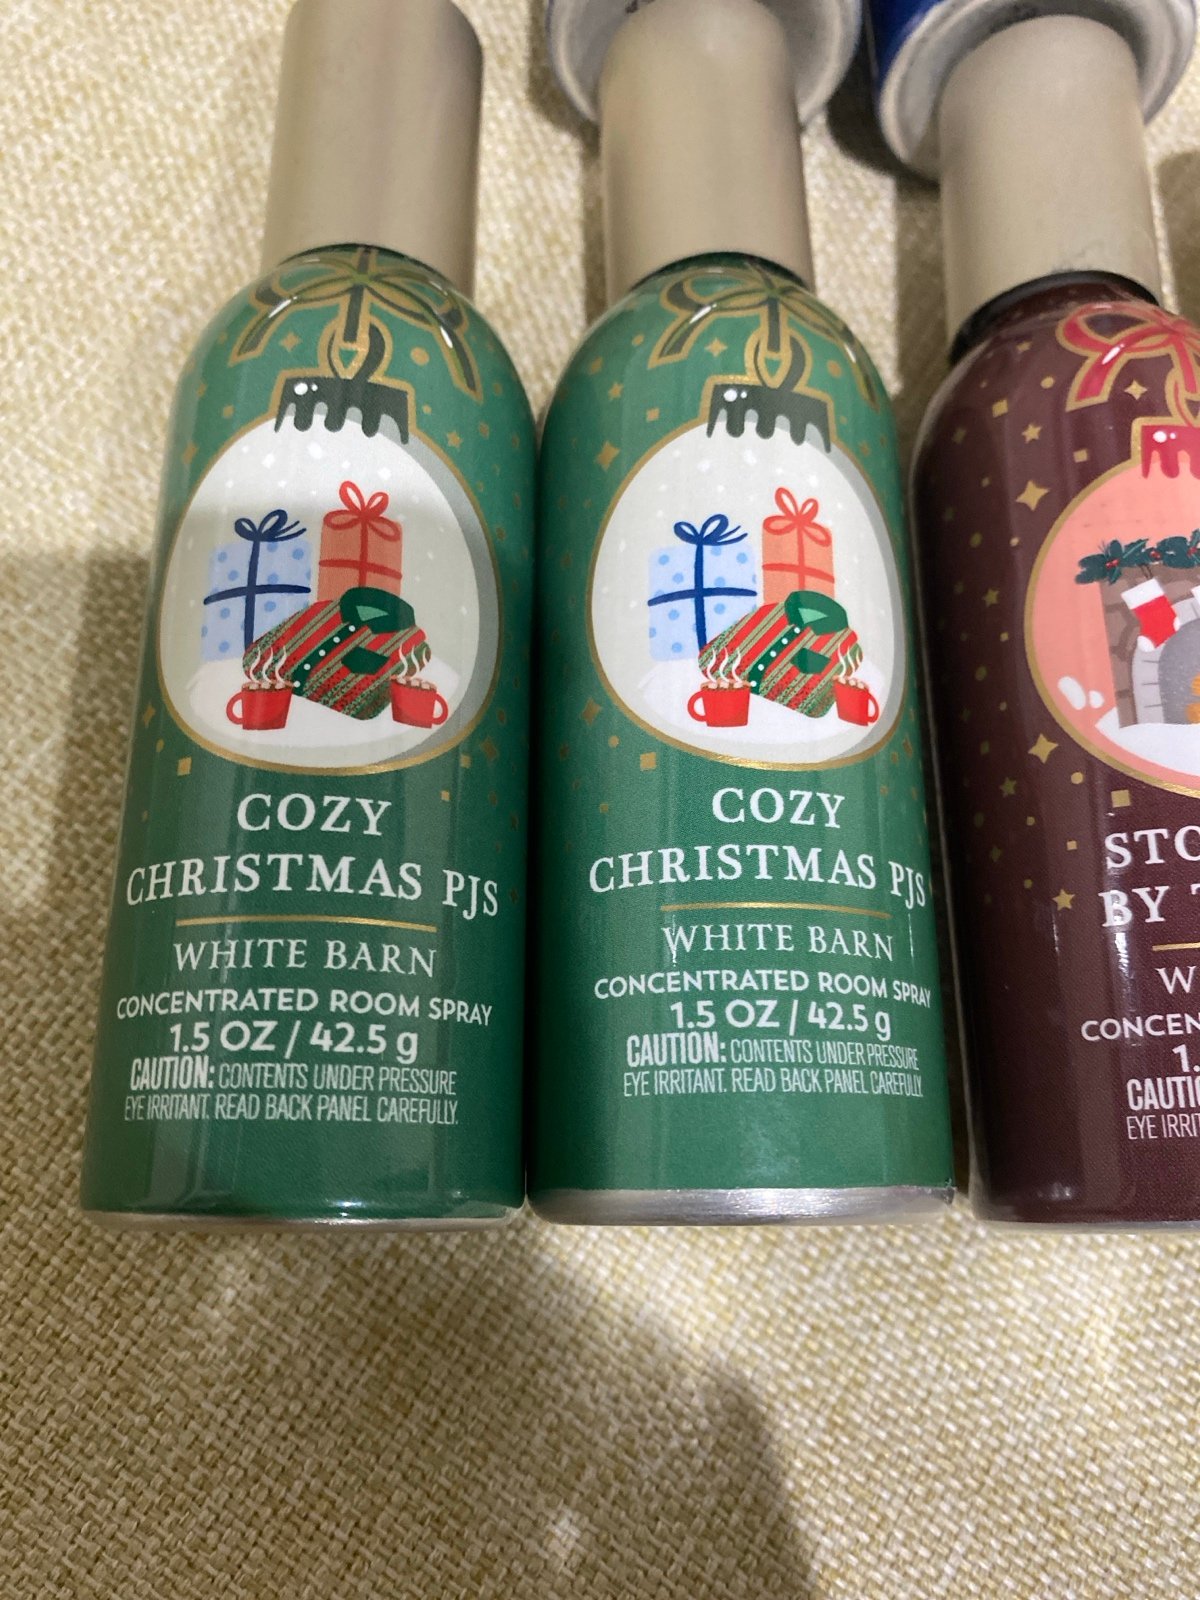 COZY
CHRISTMAS PJS
WHITE BARN
CONCENTRATED ROOM SPRAY
1.5 OZ / 42.5 g
CAUTION: CONTENTS UNDER PRESSURE
EYE IRRITANT. READ BACK PANEL CAREFULLY.
COZY
CHRISTMAS PJS
WHITE BARN
CONCENTRATED ROOM SPRAY
1.5 OZ / 42.5 g
CAUTION: CONTENTS UNDER PRESSURE
EYE IRRITANT. READ BACK PANEL CAREFULLY.
BY